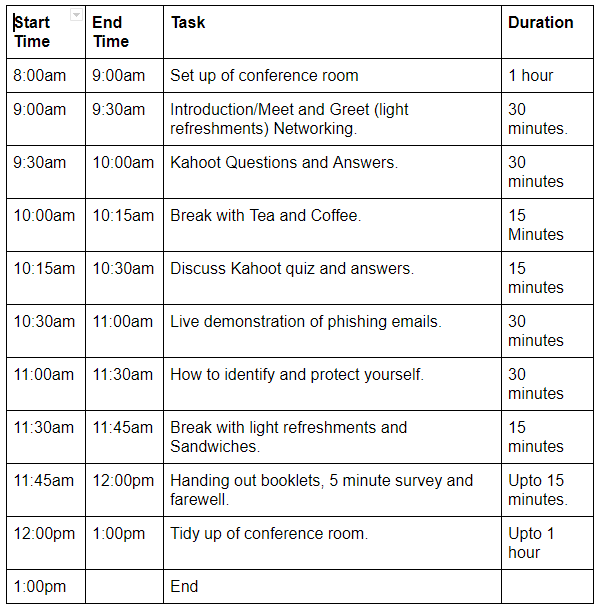 Start Time End Time Task Duration
8:00am 9:00am Set up of conference room 1 hour
9:00am 9:30am Introduction/Meet and Greet (light
refreshments) Networking. 30
minutes.
9:30am 10:00am Kahoot Questions and Answers. 30
minutes
10:00am 10:15am Break with Tea and Coffee. 15
Minutes
10:15am 10:30am Discuss Kahoot quiz and answers. 15
minutes
10:30am 11:00am Live demonstration of phishing emails. 30
minutes
11:00am 11:30am How to identify and protect yourself. 30
minutes
11:30am 11:45am Break with light refreshments and
Sandwiches. 15
minutes
11:45am 12:00pm Handing out booklets, 5 minute survey and
farewell. Upto 15
minutes.
12:00pm 1:00pm Tidy up of conference room. Upto 1
hour
1:00pm End